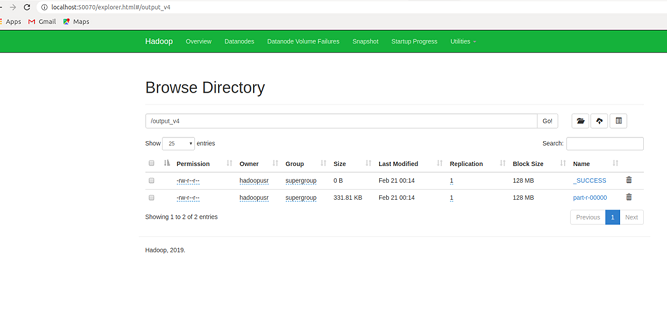 localhost:50070/explorer.html#/output_v4
Apps Gmail Maps
Hadoop Overview Datanodes Datanode Volume Failures Snapshot Startup Progress Utilities
Browse Directory
/output_v4 Go!
Show 25 entries Search:
Permission Owner Group Size Last Modified Replication Block Size Name
-rw-r--r-- hadoopusr supergroup 0 B Feb 21 00:14 1 128 MB _SUCCESS
-rw-r--r-- hadoopusr supergroup 331.81 KB Feb 21 00:14 1 128 MB part-r-00000
Showing 1 to 2 of 2 entries Previous 1 Next
Hadoop, 2019.